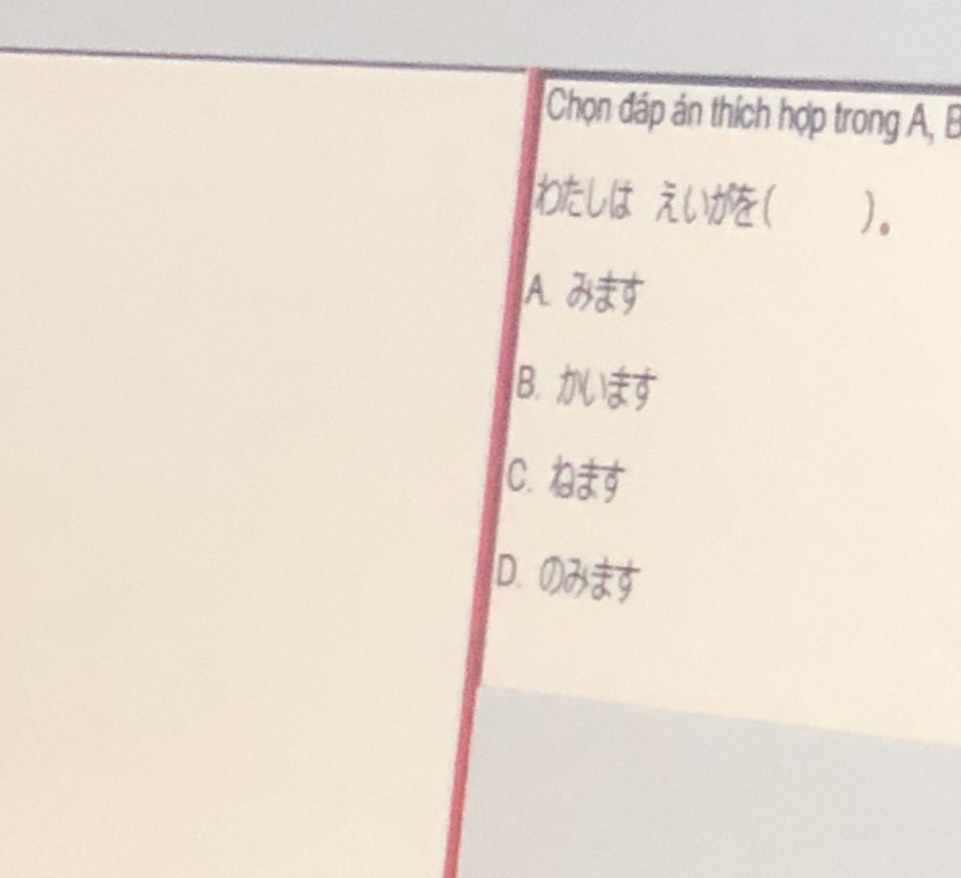 Chọn đáp án thích hợp trong A, B
わたしは えいがを( )。
A. みます
B. かいます
C. ねます
D. のみます